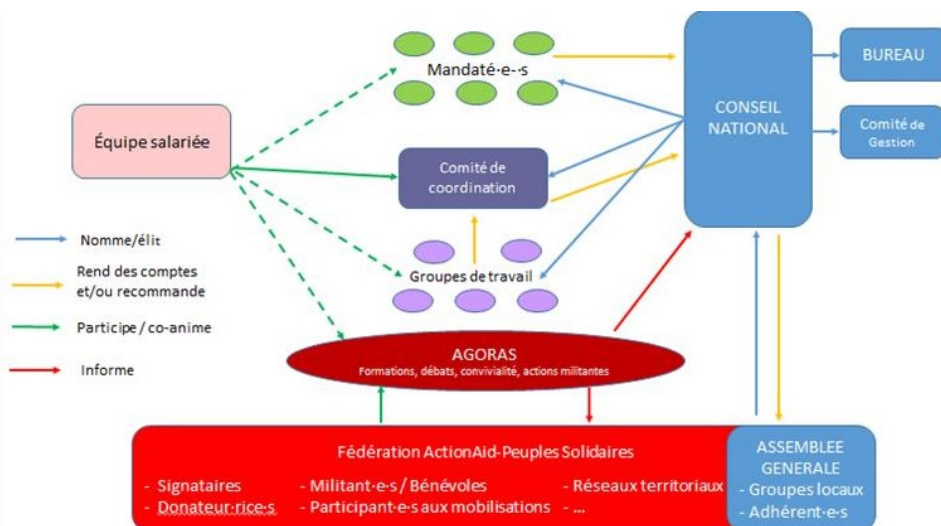 Mandaté·e-·s
CONSEIL
NATIONAL
BUREAU
Comité de
Gestion
Équipe salariée
Comité de
coordination
Groupes de travail
Nomme/élit
Rend des comptes
et/ou recommande
Participe / co-anime
Informe
AGORAS
Formations, débats, convivialité, actions militantes
Fédération ActionAid-Peuples Solidaires
- Signataires
- Donateur·rice·s
- Militant·e·s / Bénévoles
- Participant·e·s aux mobilisations
- Réseaux territoriaux
- ...
ASSEMBLEE
GENERALE
- Groupes locaux
- Adhérent·e·s